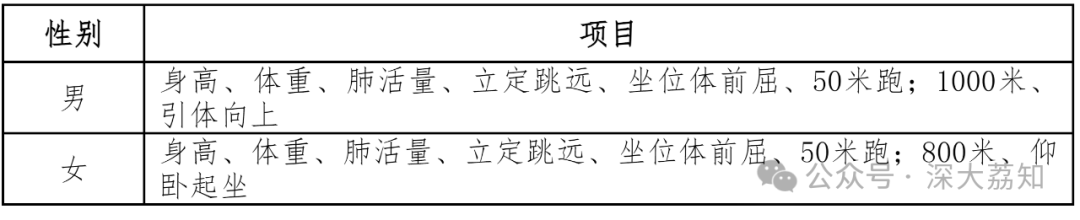 性别 项目
男 身高、体重、肺活量、立定跳远、坐位体前屈、50米跑；1000米、
引体向上
女 身高、体重、肺活量、立定跳远、坐位体前屈、50米跑；800米、仰
卧起坐
公众号·深大荔知